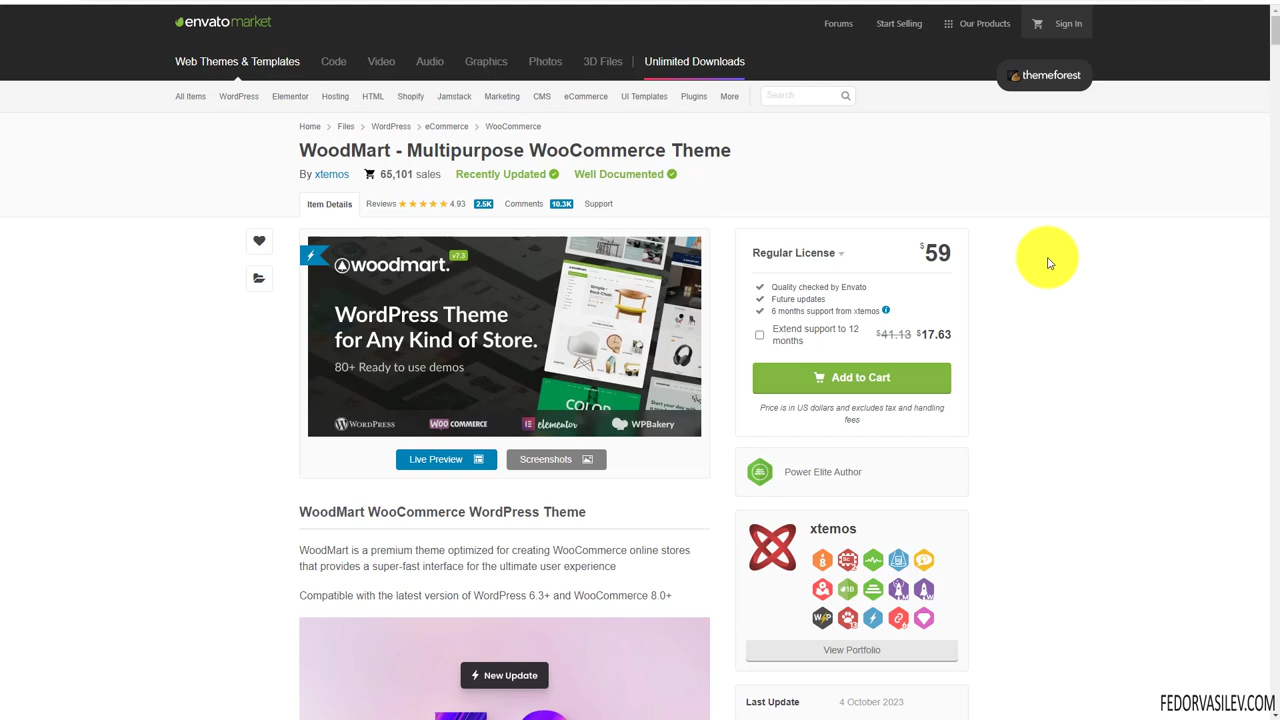 envatomarket
Forums Start Selling Our Products Sign In
Web Themes & Templates Code Video Audio Graphics Photos 3D Files Unlimited Downloads
themeforest
All Items WordPress Elementor Hosting HTML Shopify Jamstack Marketing CMS eCommerce UI Templates Plugins More Search
Home > Files > WordPress > eCommerce > WooCommerce
WoodMart - Multipurpose WooCommerce Theme
By xtemos 65,101 sales Recently Updated Well Documented
Item Details Reviews 4.93 2.5K Comments 10.3K Support
woodmart. v7.3
WordPress Theme
for Any Kind of Store.
80+ Ready to use demos
COLOR
WORDPRESS WOO COMMERCE elementor WPBakery
Live Preview Screenshots
Regular License $59
Quality checked by Envato
Future updates
6 months support from xtemos
Extend support to 12 months $41.13 $17.63
Add to Cart
Price is in US dollars and excludes tax and handling
fees
Power Elite Author
WoodMart WooCommerce WordPress Theme
WoodMart is a premium theme optimized for creating WooCommerce online stores
that provides a super-fast interface for the ultimate user experience
Compatible with the latest version of WordPress 6.3+ and WooCommerce 8.0+
New Update
xtemos
View Portfolio
Last Update 4 October 2023
FEDORVASILEV.COM